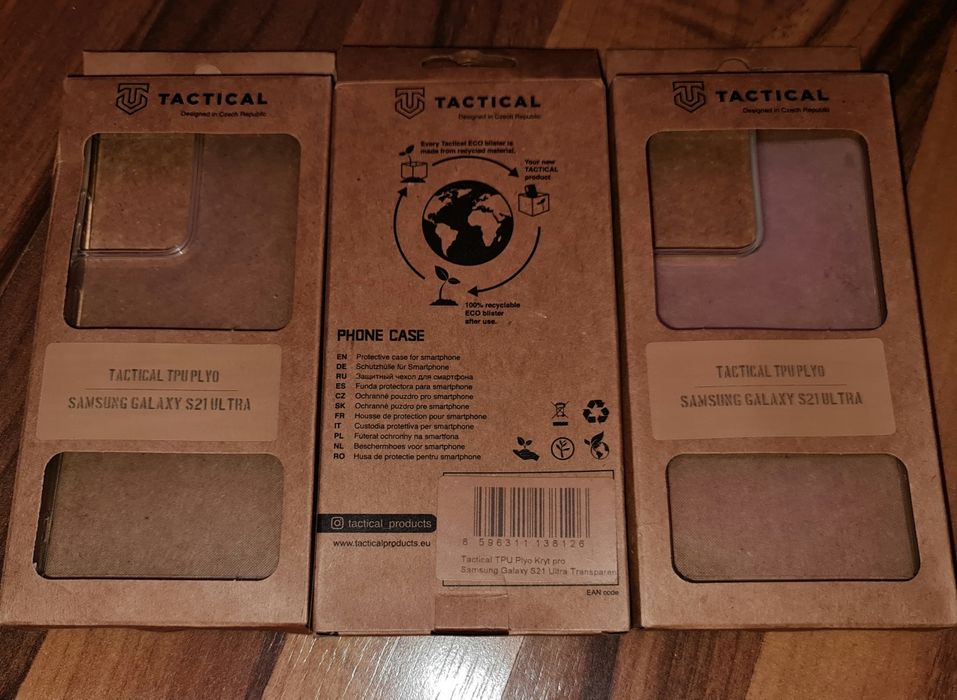 TACTICAL
Designed in Czech Republic
TACTICAL TPU PLYO
SAMSUNG GALAXY S21 ULTRA
TACTICAL
Designed in Czech Republic
Every Tactical ECO blister is
made from recycled material.
Your new
TACTICAL
product
100% recyclable
ECO blister
after use.
PHONE CASE
EN Protective case for smartphone
DE Schutzhülle für Smartphone
RU Защитный чехол для смартфона
ES Funda protectora para smartphone
CZ Ochranné pouzdro pro smartphone
SK Ochranné puzdro pre smartphone
FR Housse de protection pour smartphone
IT Custodia protettiva per smartphone
PL Futerał ochronny na smartfona
NL Beschermhoes voor smartphone
RO Husa de protectie pentru smartphone
tactical_products
www.tacticalproducts.eu
8 596311 138126
Tactical TPU Plyo Kryt pro
Samsung Galaxy S21 Ultra Transparen
EAN code
TACTICAL
Designed in Czech Republic
TACTICAL TPU PLYO
SAMSUNG GALAXY S21 ULTRA